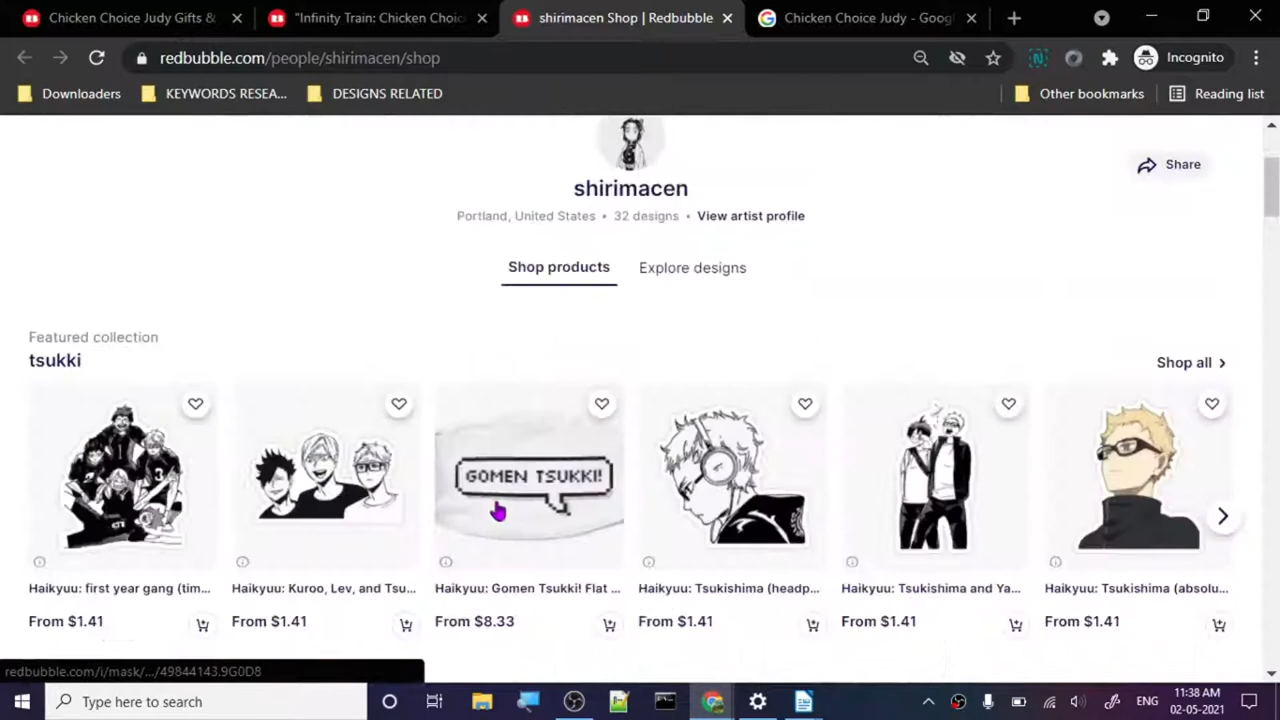 Chicken Choice Judy Gifts &
"Infinity Train: Chicken Choic
shirimacen Shop | Redbubble
Chicken Choice Judy - Goog
redbubble.com/people/shirimacen/shop
Incognito
Downloaders
KEYWORDS RESEA...
DESIGNS RELATED
Other bookmarks
Reading list
Share
shirimacen
Portland, United States • 32 designs • View artist profile
Shop products
Explore designs
Featured collection
tsukki
Shop all
GOMEN TSUKKI!
Haikyuu: first year gang (tim...
Haikyuu: Kuroo, Lev, and Tsu...
Haikyuu: Gomen Tsukki! Flat ...
Haikyuu: Tsukishima (headp...
Haikyuu: Tsukishima and Ya...
Haikyuu: Tsukishima (absolu...
From $1.41
From $1.41
From $8.33
From $1.41
From $1.41
From $1.41
redbubble.com/i/mask/.../49844143.9G0D8
Type here to search
ENG
11:38 AM
02-05-2021